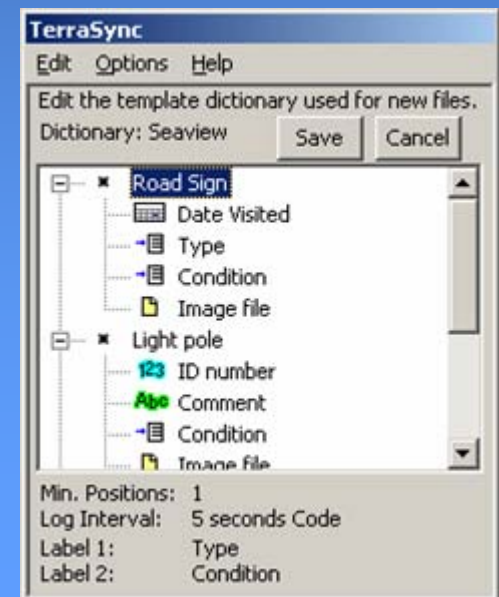 TerraSync
Edit Options Help
Edit the template dictionary used for new files.
Dictionary: Seaview Save Cancel
Road Sign
Date Visited
Type
Condition
Image file
Light pole
123 ID number
Abc Comment
Condition
Image File
Min. Positions: 1
Log Interval: 5 seconds Code
Label 1: Type
Label 2: Condition